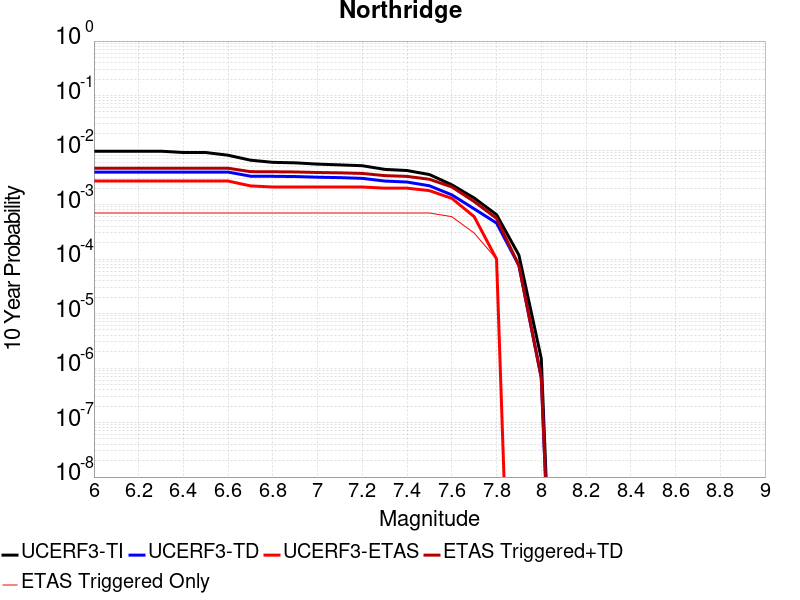 Northridge
10 Year Probability
10 0
10 -1
10 -2
10 -3
10 -4
10 -5
10 -6
10 -7
10 -8
6 6.2 6.4 6.6 6.8 7 7.2 7.4 7.6 7.8 8 8.2 8.4 8.6 8.8 9
Magnitude
UCERF3-TI UCERF3-TD UCERF3-ETAS ETAS Triggered+TD
ETAS Triggered Only